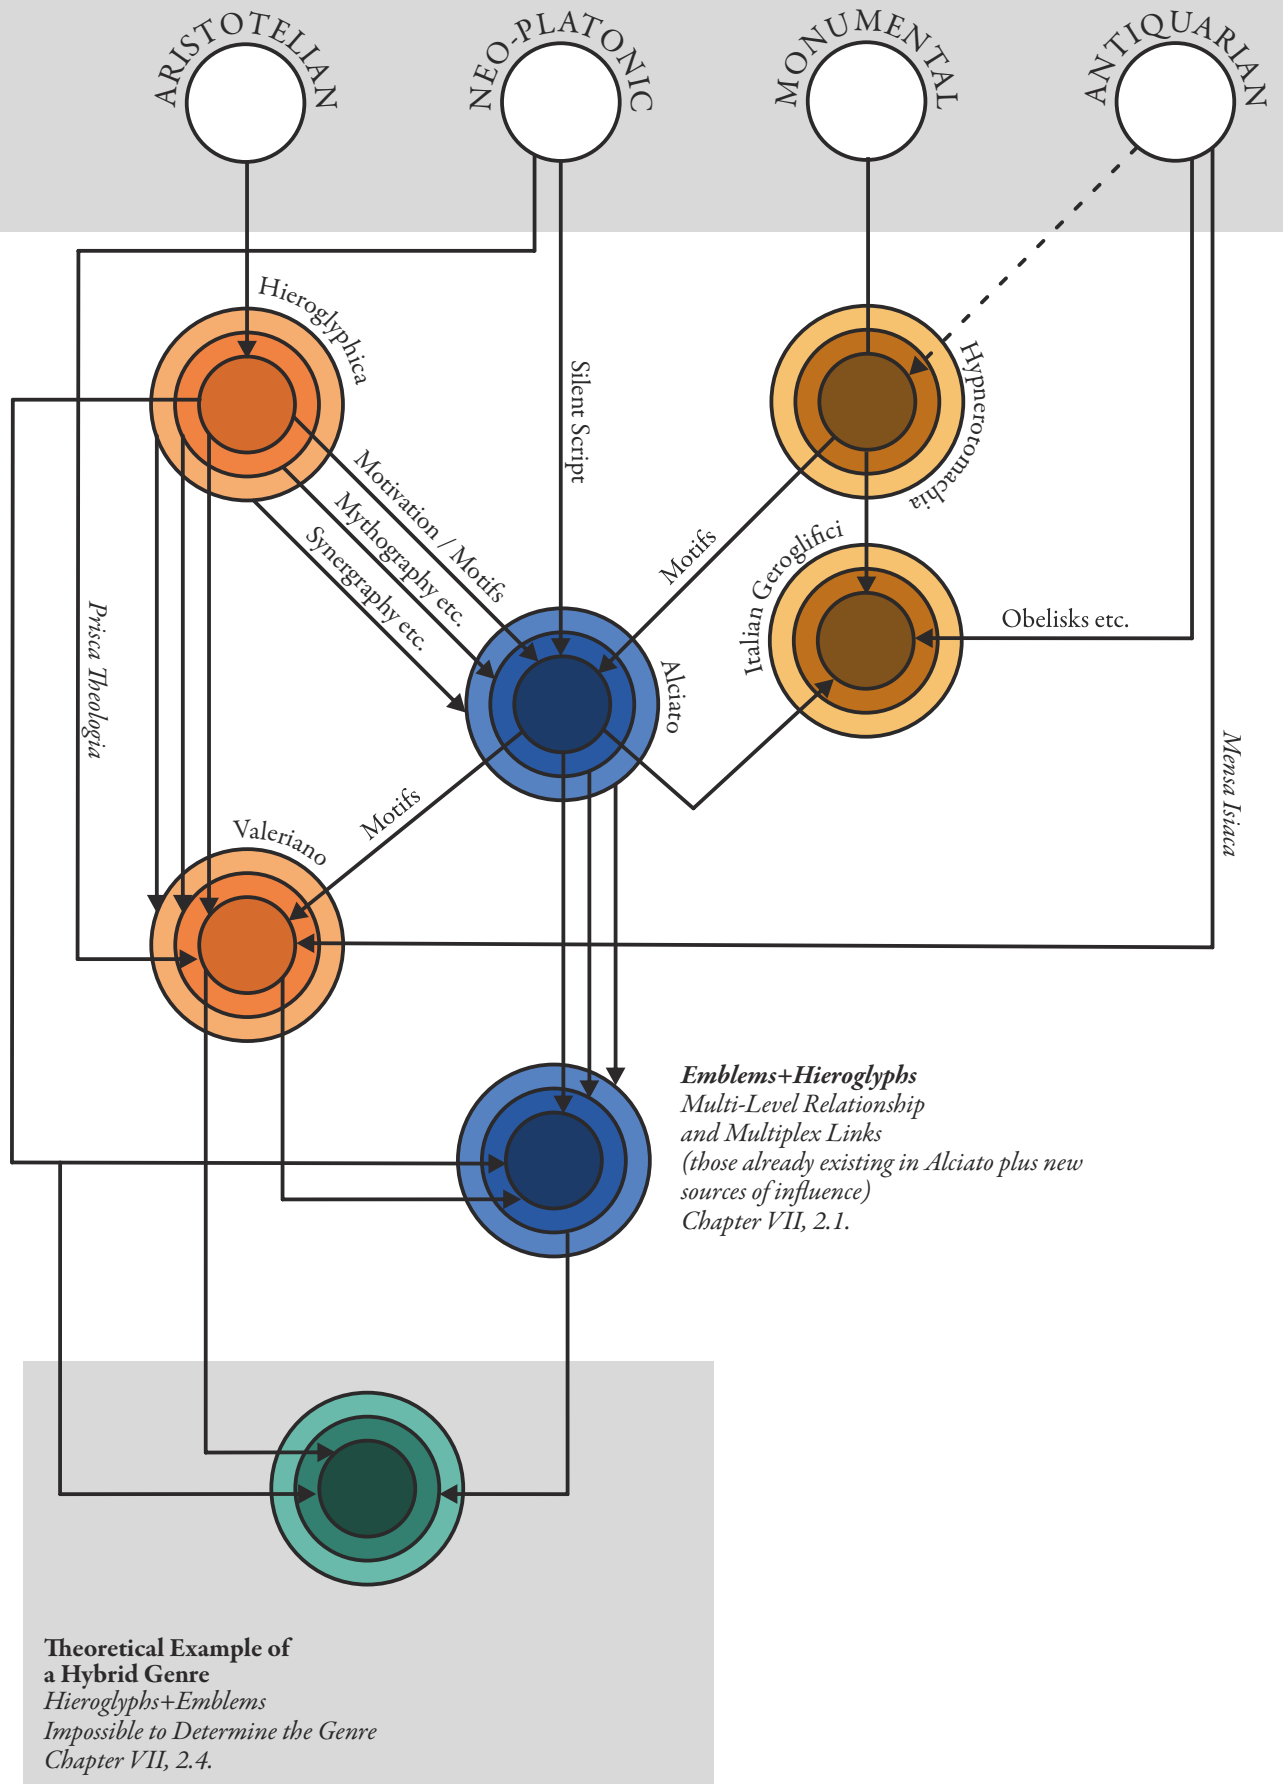 ARISTOTELIAN
NEO-PLATONIC
MONUMENTAL
ANTIQUARIAN
Hieroglyphica
Hypnerotomachia
Silent Script
Motivation / Motifs
Mythography etc.
Synergraphy etc.
Motifs
Italian Geroglifici
Obelisks etc.
Prisca Theologia
Alciato
Mensa Isiaca
Motifs
Valeriano
Emblems+Hieroglyphs
Multi-Level Relationship
and Multiplex Links
(those already existing in Alciato plus new
sources of influence)
Chapter VII, 2.1.
Theoretical Example of
a Hybrid Genre
Hieroglyphs+Emblems
Impossible to Determine the Genre
Chapter VII, 2.4.